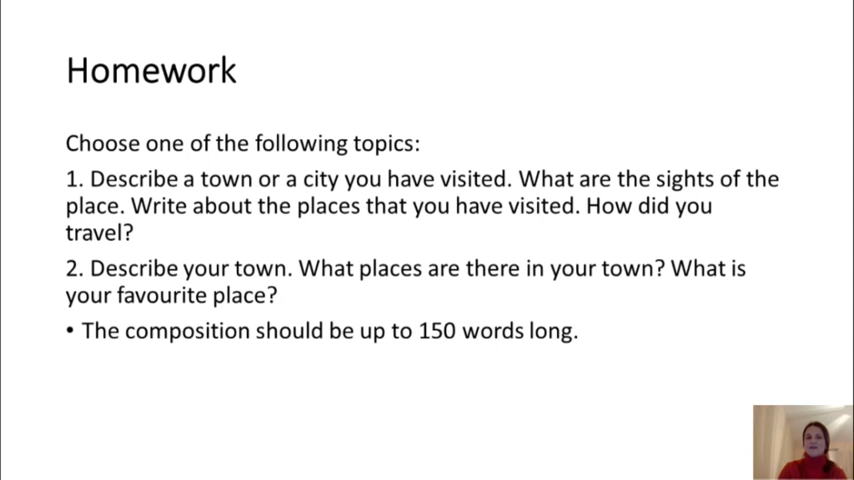 Homework
Choose one of the following topics:
1. Describe a town or a city you have visited. What are the sights of the
place. Write about the places that you have visited. How did you
travel?
2. Describe your town. What places are there in your town? What is
your favourite place?
• The composition should be up to 150 words long.